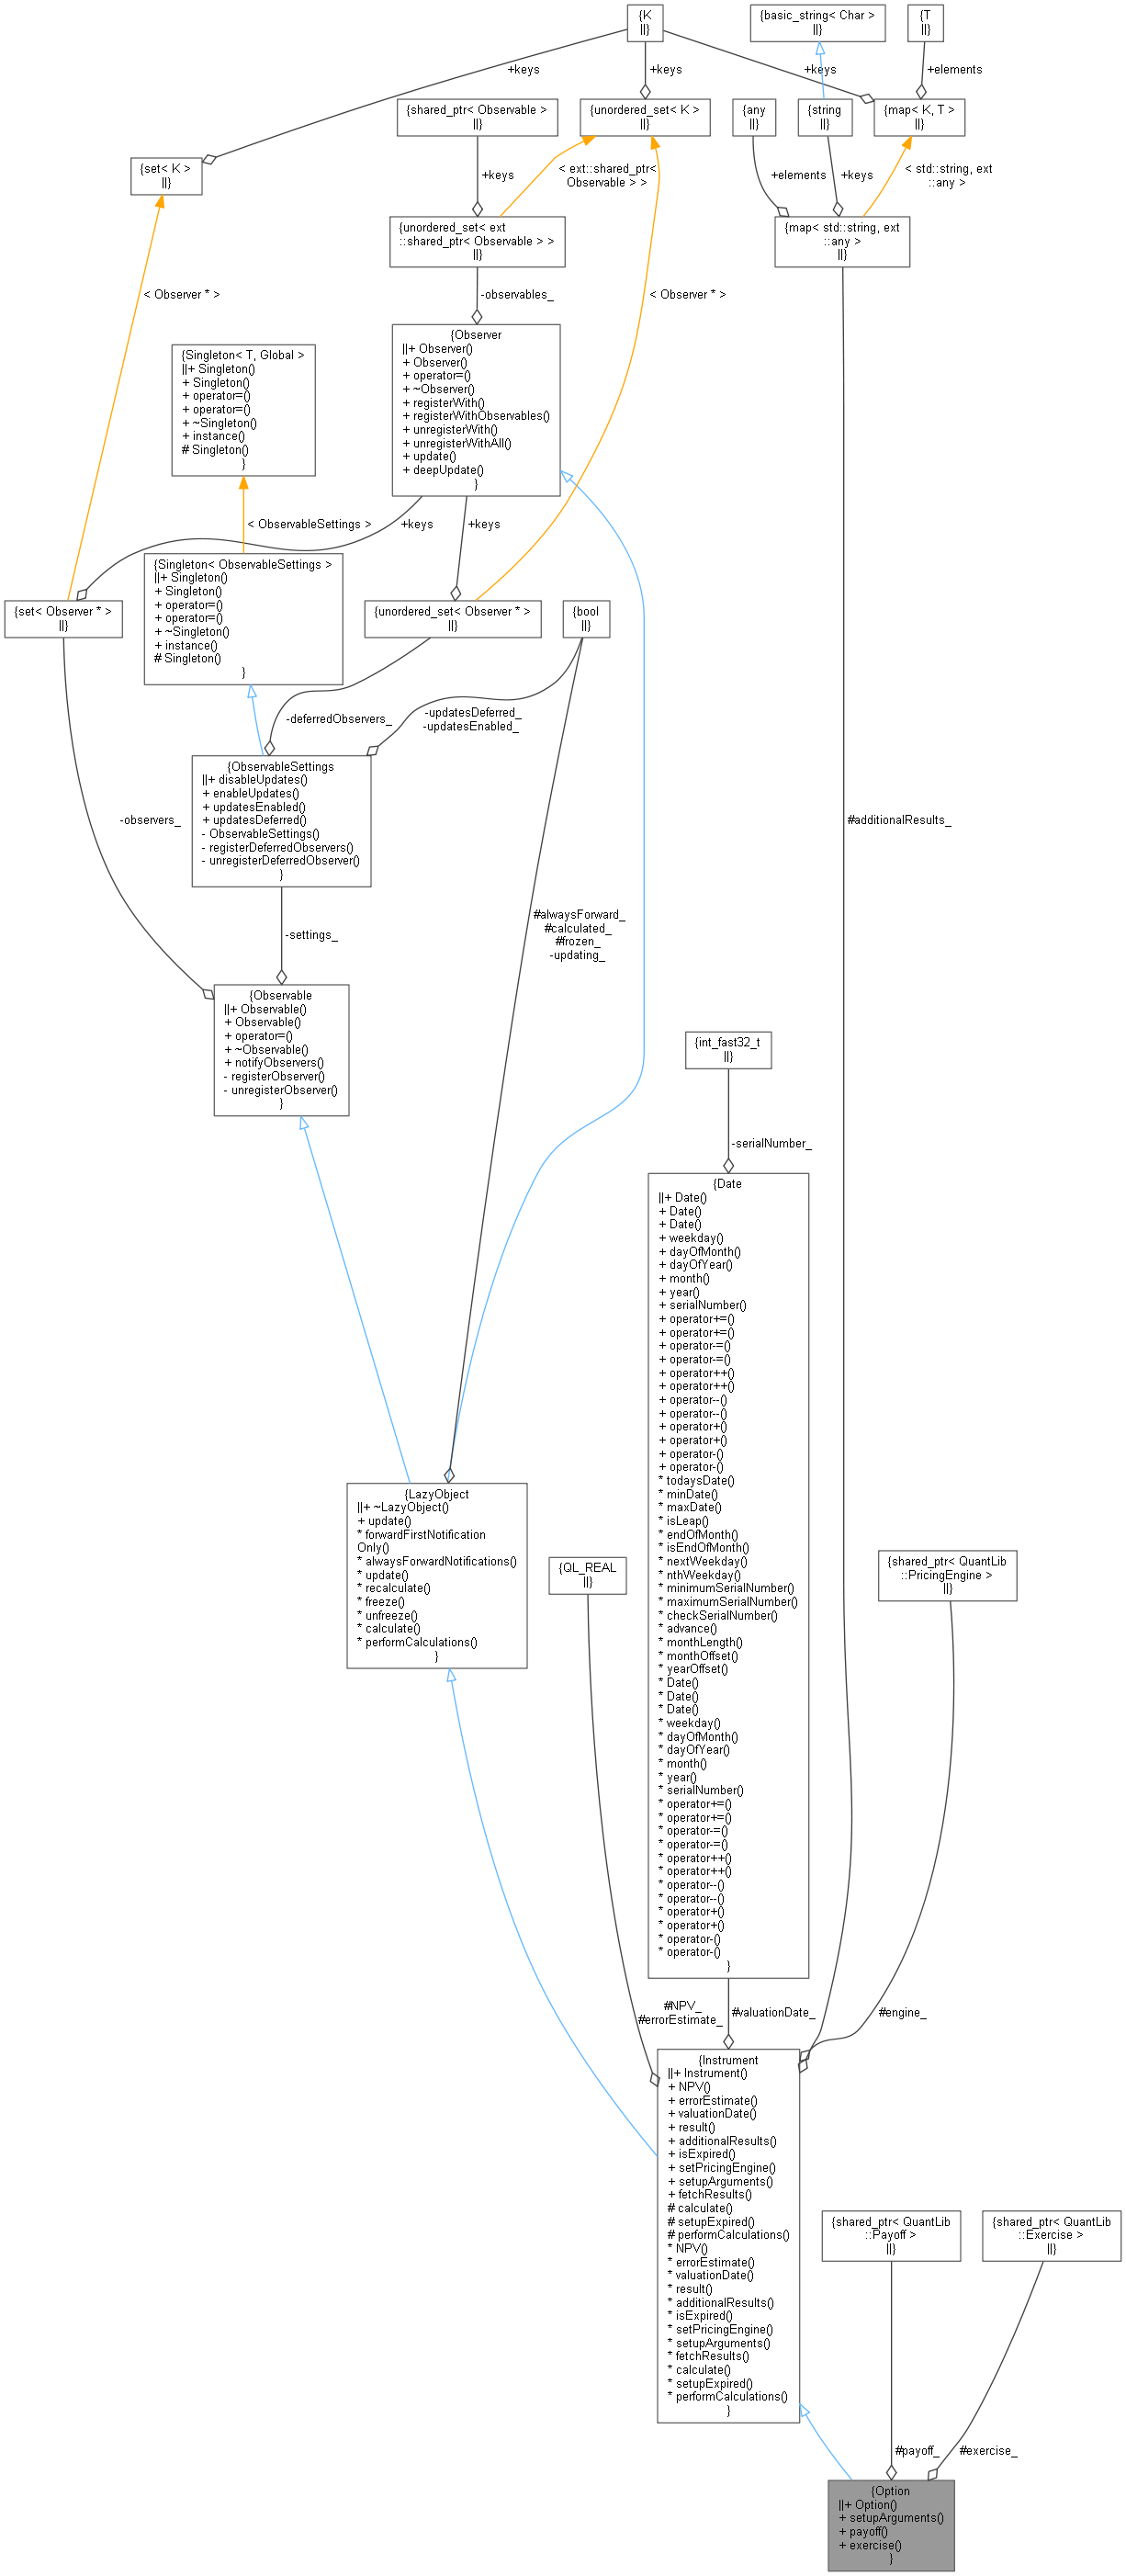 {K
||}
{basic_string< Char >
||}
{T
||}
+keys
+keys
+keys
+elements
{shared_ptr< Observable >
||}
{unordered_set< K >
||}
{any
||}
{string
||}
{map< K, T >
||}
{set< K >
||}
+keys
< ext::shared_ptr<
Observable > >
+elements
+keys
< std::string, ext
::any >
{unordered_set< ext
::shared_ptr< Observable > >
||}
{map< std::string, ext
::any >
||}
< Observer * >
-observables_
< Observer * >
{Singleton< T, Global >
||+ Singleton()
+ Singleton()
+ operator=()
+ operator=()
+ ~Singleton()
+ instance()
# Singleton()
}
{Observer
||+ Observer()
+ Observer()
+ operator=()
+ ~Observer()
+ registerWith()
+ registerWithObservables()
+ unregisterWith()
+ unregisterWithAll()
+ update()
+ deepUpdate()
}
< ObservableSettings >
+keys
+keys
{set< Observer * >
||}
{Singleton< ObservableSettings >
||+ Singleton()
+ Singleton()
+ operator=()
+ operator=()
+ ~Singleton()
+ instance()
# Singleton()
}
{unordered_set< Observer * >
||}
{bool
||}
-deferredObservers_
-updatesDeferred_
-updatesEnabled_
-observers_
{ObservableSettings
||+ disableUpdates()
+ enableUpdates()
+ updatesEnabled()
+ updatesDeferred()
- ObservableSettings()
- registerDeferredObservers()
- unregisterDeferredObserver()
}
#additionalResults_
-settings_
#alwaysForward_
#calculated_
#frozen_
-updating_
{Observable
||+ Observable()
+ Observable()
+ operator=()
+ ~Observable()
+ notifyObservers()
- registerObserver()
- unregisterObserver()
}
{int_fast32_t
||}
-serialNumber_
{Date
||+ Date()
+ Date()
+ Date()
+ weekday()
+ dayOfMonth()
+ dayOfYear()
+ month()
+ year()
+ serialNumber()
+ operator+=()
+ operator+=()
+ operator-=()
+ operator-=()
+ operator++()
+ operator++()
+ operator--()
+ operator--()
+ operator+()
+ operator+()
+ operator-()
+ operator-()
* todaysDate()
* minDate()
* maxDate()
* isLeap()
* endOfMonth()
* isEndOfMonth()
* nextWeekday()
* nthWeekday()
* minimumSerialNumber()
* maximumSerialNumber()
* checkSerialNumber()
* advance()
* monthLength()
* monthOffset()
* yearOffset()
* Date()
* Date()
* Date()
* weekday()
* dayOfMonth()
* dayOfYear()
* month()
* year()
* serialNumber()
* operator+=()
* operator+=()
* operator-=()
* operator-=()
* operator++()
* operator++()
* operator--()
* operator--()
* operator+()
* operator+()
* operator-()
* operator-()
}
{LazyObject
||+ ~LazyObject()
+ update()
* forwardFirstNotification
Only()
* alwaysForwardNotifications()
* update()
* recalculate()
* freeze()
* unfreeze()
* calculate()
* performCalculations()
}
{QL_REAL
||}
{shared_ptr< QuantLib
::PricingEngine >
||}
#NPV_
#errorEstimate_
#valuationDate_
#engine_
{Instrument
||+ Instrument()
+ NPV()
+ errorEstimate()
+ valuationDate()
+ result()
+ additionalResults()
+ isExpired()
+ setPricingEngine()
+ setupArguments()
+ fetchResults()
# calculate()
# setupExpired()
# performCalculations()
* NPV()
* errorEstimate()
* valuationDate()
* result()
* additionalResults()
* isExpired()
* setPricingEngine()
* setupArguments()
* fetchResults()
* calculate()
* setupExpired()
* performCalculations()
}
{shared_ptr< QuantLib
::Payoff >
||}
{shared_ptr< QuantLib
::Exercise >
||}
#payoff_
#exercise_
{Option
||+ Option()
+ setupArguments()
+ payoff()
+ exercise()
}